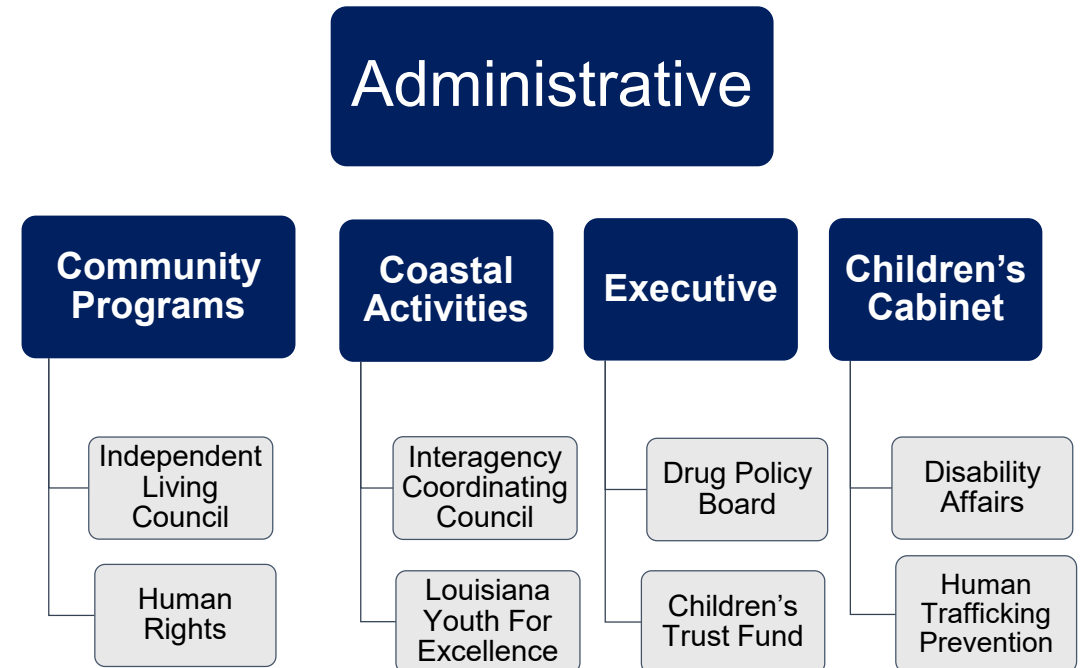 Administrative
Community
Programs
Coastal
Activities
Executive
Children’s
Cabinet
Independent
Living
Council
Interagency
Coordinating
Council
Drug Policy
Board
Disability
Affairs
Human
Rights
Louisiana
Youth For
Excellence
Children’s
Trust Fund
Human
Trafficking
Prevention